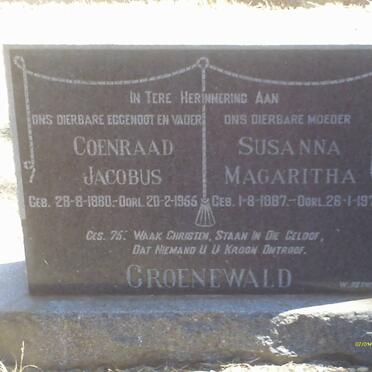 IN TERE HERINNERING AAN
ONS DIERBARE EGGENOOT EN VADER
COENRAAD
JACOBUS
GEB. 28-8-1880.-OORL. 20-2-1955
ONS DIERBARE MOEDER
SUSANNA
MAGARITHA
GEB. 1-8-1887.-OORL. 26-1-197
GES. 75. WAAK CHRISTEN, STAAN IN DIE GELOOF,
DAT NIEMAND U U KROON ONTROOF.
GROENEWALD